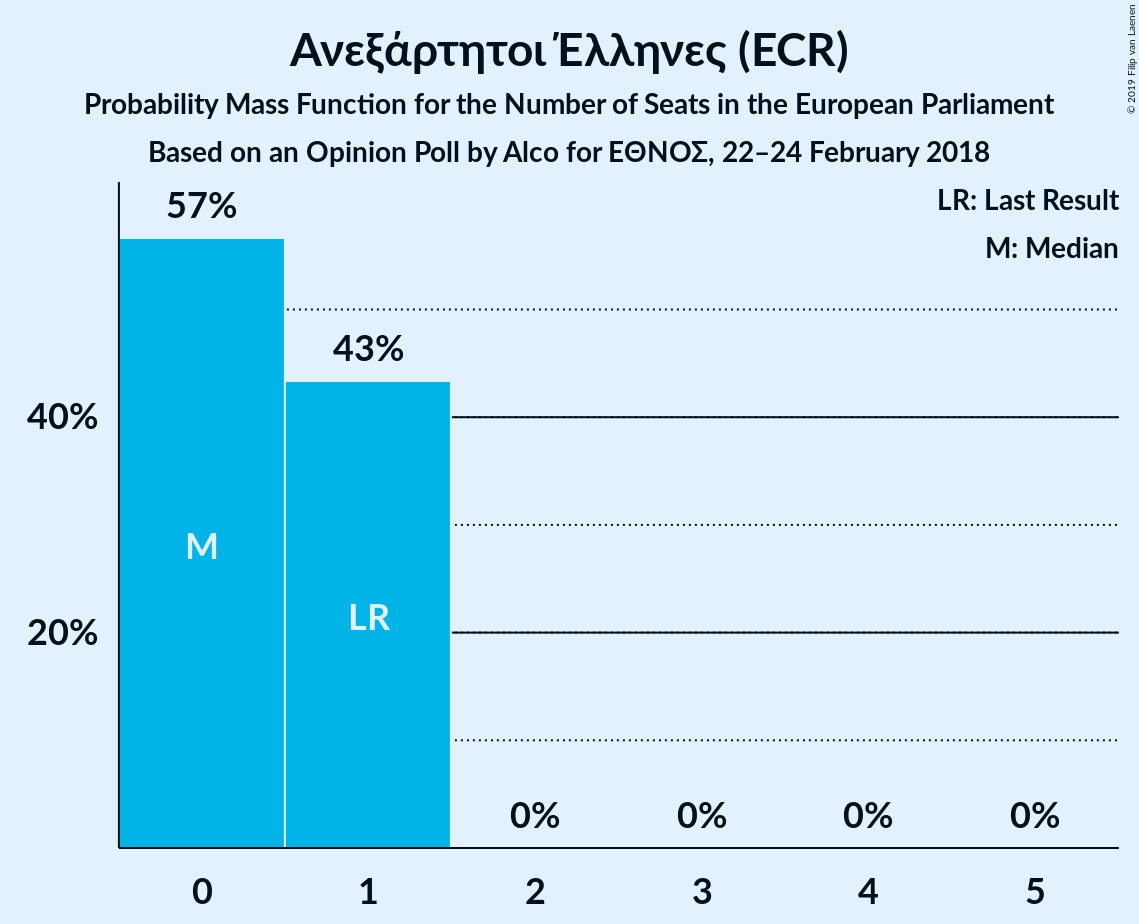 Ανεξάρτητοι Έλληνες (ECR)
Probability Mass Function for the Number of Seats in the European Parliament
Based on an Opinion Poll by Alco for ΕΘΝΟΣ, 22–24 February 2018
© 2019 Filip van Laenen
LR: Last Result
M: Median
57%
43%
40%
M
LR
20%
0% 0% 0% 0%
0 1 2 3 4 5